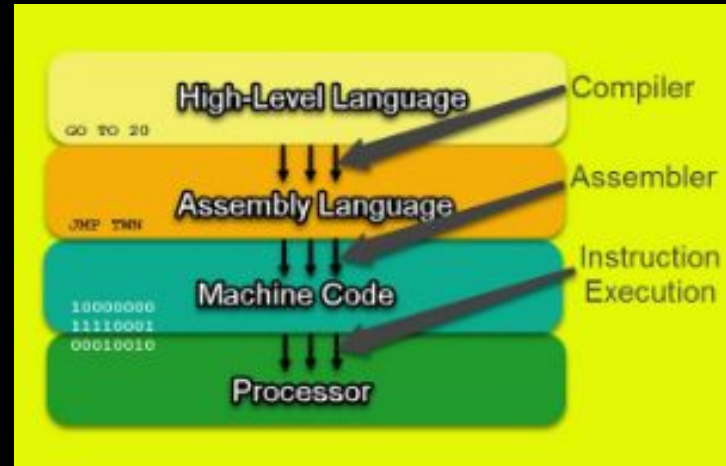 High-Level Language
GO TO 20
Compiler
Assembly Language
JMP TWN
Assembler
Machine Code
10000000
11110001
00010010
Instruction
Execution
Processor